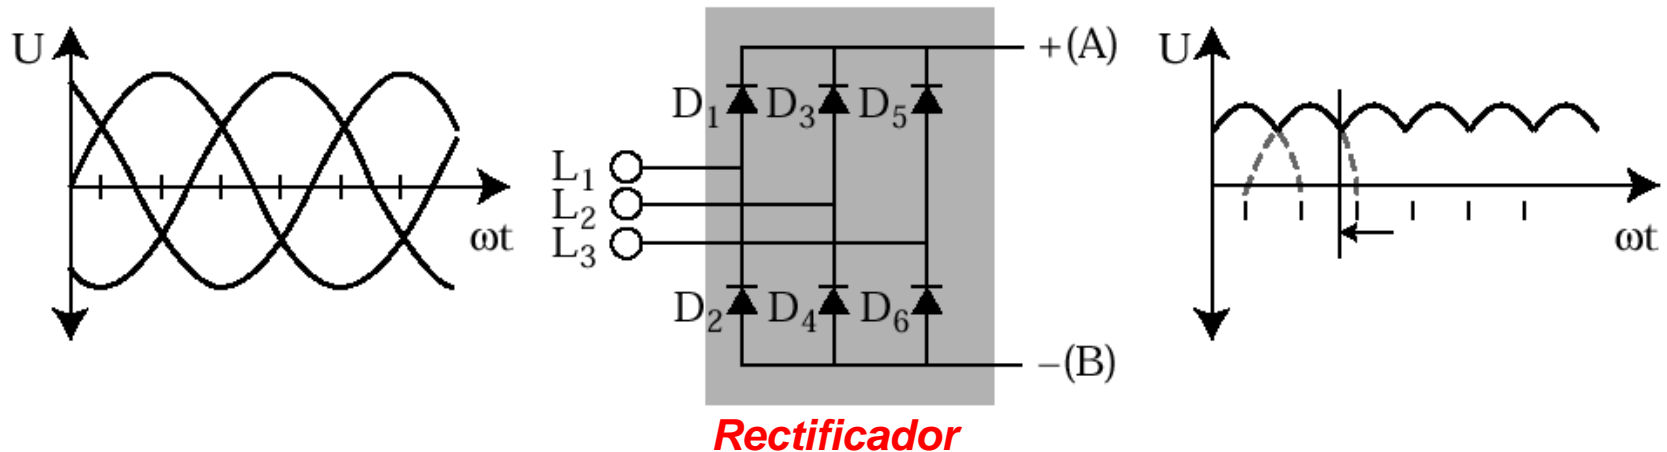 U
ωt
L₁
L₂
L₃
D₁ D₃ D₅
D₂ D₄ D₆
+(A)
−(B)
Rectificador
U
ωt